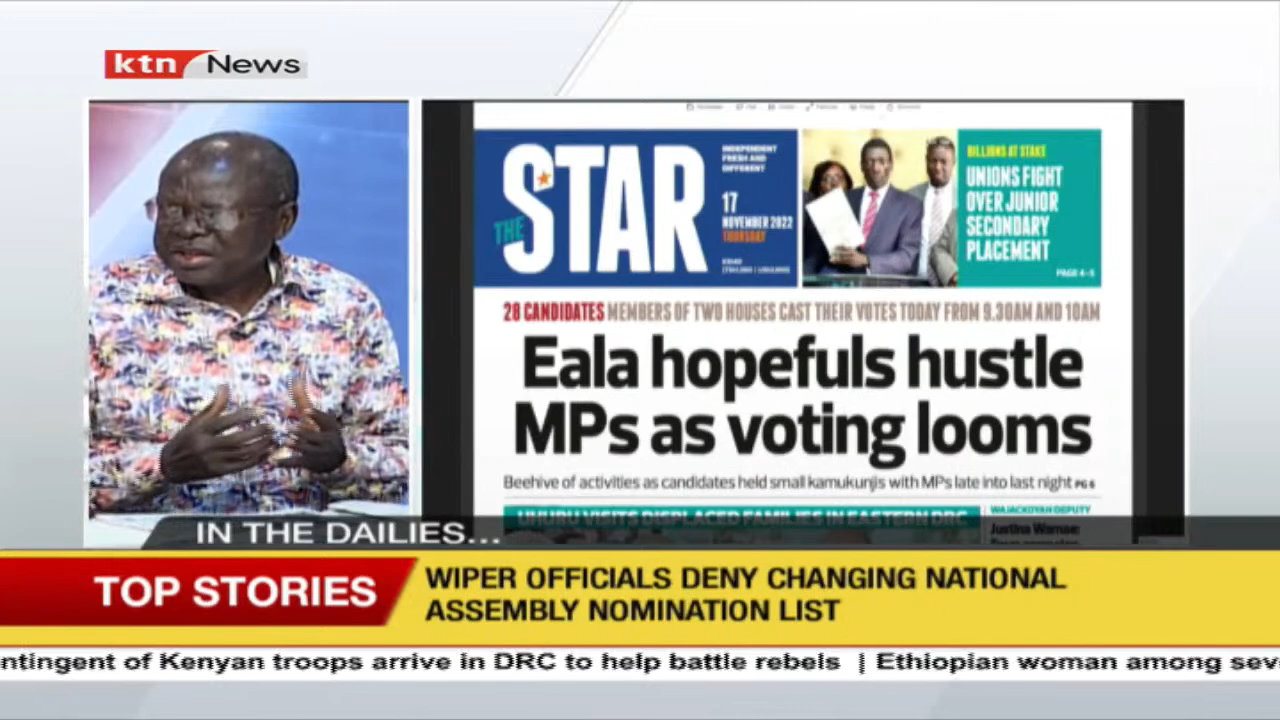 ktn News
THE STAR
INDEPENDENT
FRESH AND
DIFFERENT
17
NOVEMBER 2022
THURSDAY
BILLIONS AT STAKE
UNIONS FIGHT
OVER JUNIOR
SECONDARY
PLACEMENT
PAGE 4-5
28 CANDIDATES MEMBERS OF TWO HOUSES CAST THEIR VOTES TODAY FROM 9.30AM AND 10AM
Eala hopefuls hustle
MPs as voting looms
Beehive of activities as candidates held small kamukunjis with MPs late into last night PG 6
UHURU VISITS DISPLACED FAMILIES IN EASTERN DRC
WAJACKOYAH DEPUTY
Justina Wamae
IN THE DAILIES...
TOP STORIES
WIPER OFFICIALS DENY CHANGING NATIONAL
ASSEMBLY NOMINATION LIST
ntingent of Kenyan troops arrive in DRC to help battle rebels | Ethiopian woman among sev